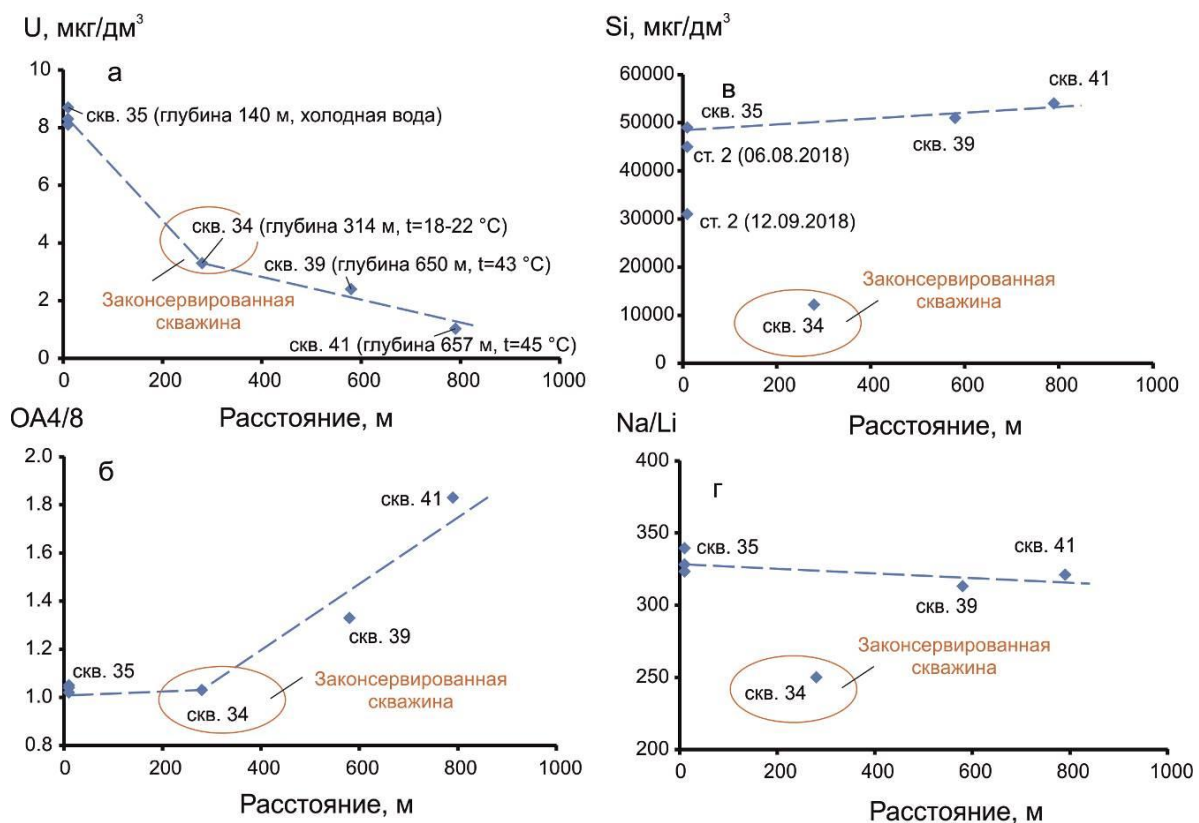 U, мкг/дм³
10
а
8
скв. 35 (глубина 140 м, холодная вода)
6
скв. 34 (глубина 314 м, t=18-22 °C)
4
скв. 39 (глубина 650 м, t=43 °C)
Законсервированная
скважина
2
скв. 41 (глубина 657 м, t=45 °C)
0
0 200 400 600 800 1000
Расстояние, м
Si, мкг/дм³
60000
в
скв. 41
50000
скв. 35
скв. 39
ст. 2 (06.08.2018)
40000
30000
ст. 2 (12.09.2018)
20000
Законсервированная
скважина
10000
скв. 34
0
0 200 400 600 800 1000
Расстояние, м
ОА4/8
2.0
б
1.8
скв. 41
1.6
1.4
скв. 39
1.2
скв. 35
Законсервированная
скважина
1.0
скв. 34
0.8
0 200 400 600 800 1000
Расстояние, м
Na/Li
400
г
350
скв. 35
скв. 41
скв. 39
300
Законсервированная
скважина
250
скв. 34
200
0 200 400 600 800 1000
Расстояние, м